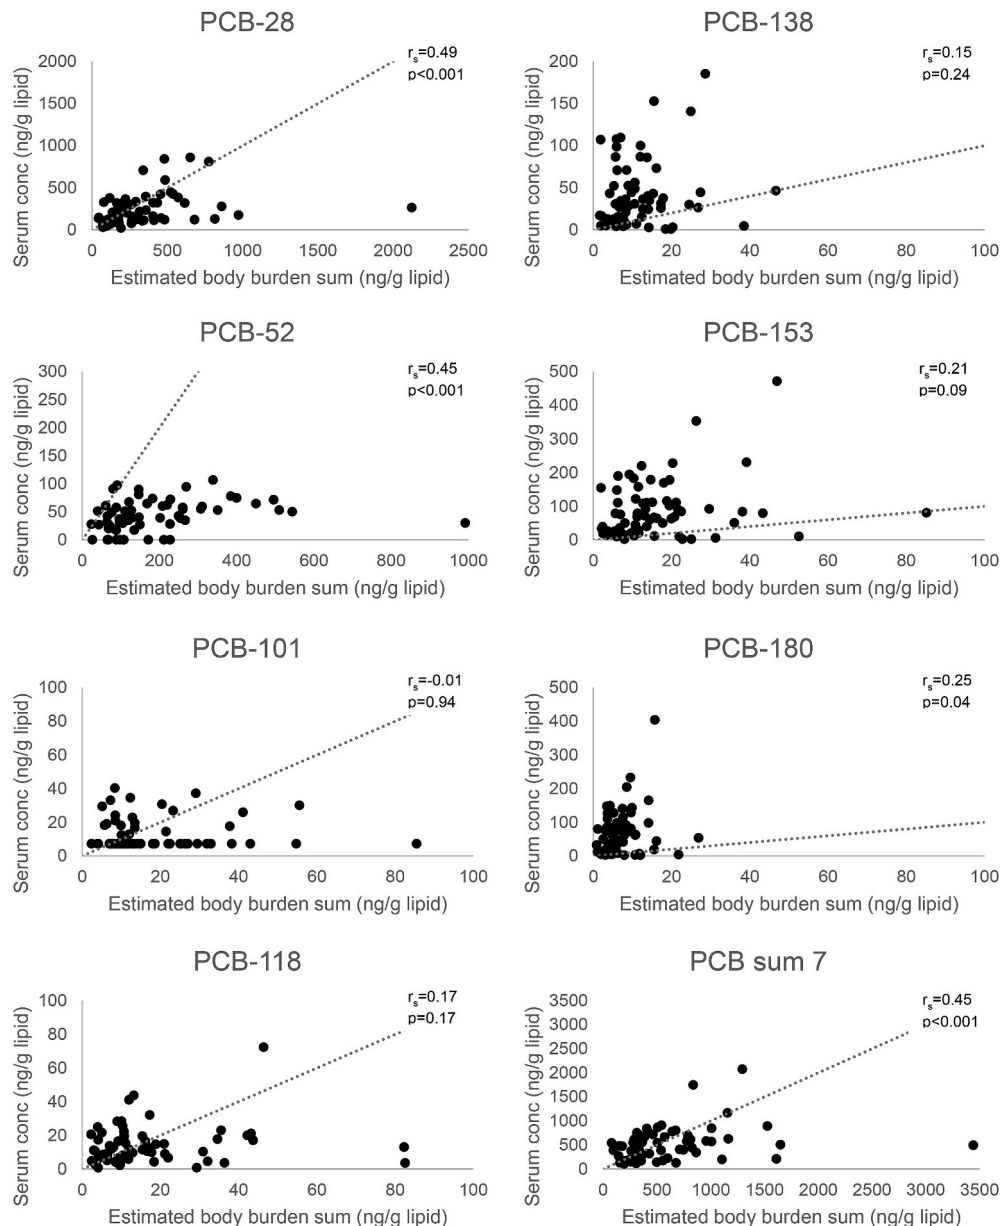 PCB-28
r_s=0.49
p<0.001
Serum conc (ng/g lipid)
2000
1500
1000
500
0
0 500 1000 1500 2000 2500
Estimated body burden sum (ng/g lipid)
PCB-138
r_s=0.15
p=0.24
Serum conc (ng/g lipid)
200
150
100
50
0
0 20 40 60 80 100
Estimated body burden sum (ng/g lipid)
PCB-52
r_s=0.45
p<0.001
Serum conc (ng/g lipid)
300
250
200
150
100
50
0
0 200 400 600 800 1000
Estimated body burden sum (ng/g lipid)
PCB-153
r_s=0.21
p=0.09
Serum conc (ng/g lipid)
500
400
300
200
100
0
0 20 40 60 80 100
Estimated body burden sum (ng/g lipid)
PCB-101
r_s=-0.01
p=0.94
Serum conc (ng/g lipid)
100
80
60
40
20
0
0 20 40 60 80 100
Estimated body burden sum (ng/g lipid)
PCB-180
r_s=0.25
p=0.04
Serum conc (ng/g lipid)
500
400
300
200
100
0
0 20 40 60 80 100
Estimated body burden sum (ng/g lipid)
PCB-118
r_s=0.17
p=0.17
Serum conc (ng/g lipid)
100
80
60
40
20
0
0 20 40 60 80 100
Estimated body burden sum (ng/g lipid)
PCB sum 7
r_s=0.45
p<0.001
Serum conc (ng/g lipid)
3500
3000
2500
2000
1500
1000
500
0
0 500 1000 1500 2000 2500 3000 3500
Estimated body burden sum (ng/g lipid)